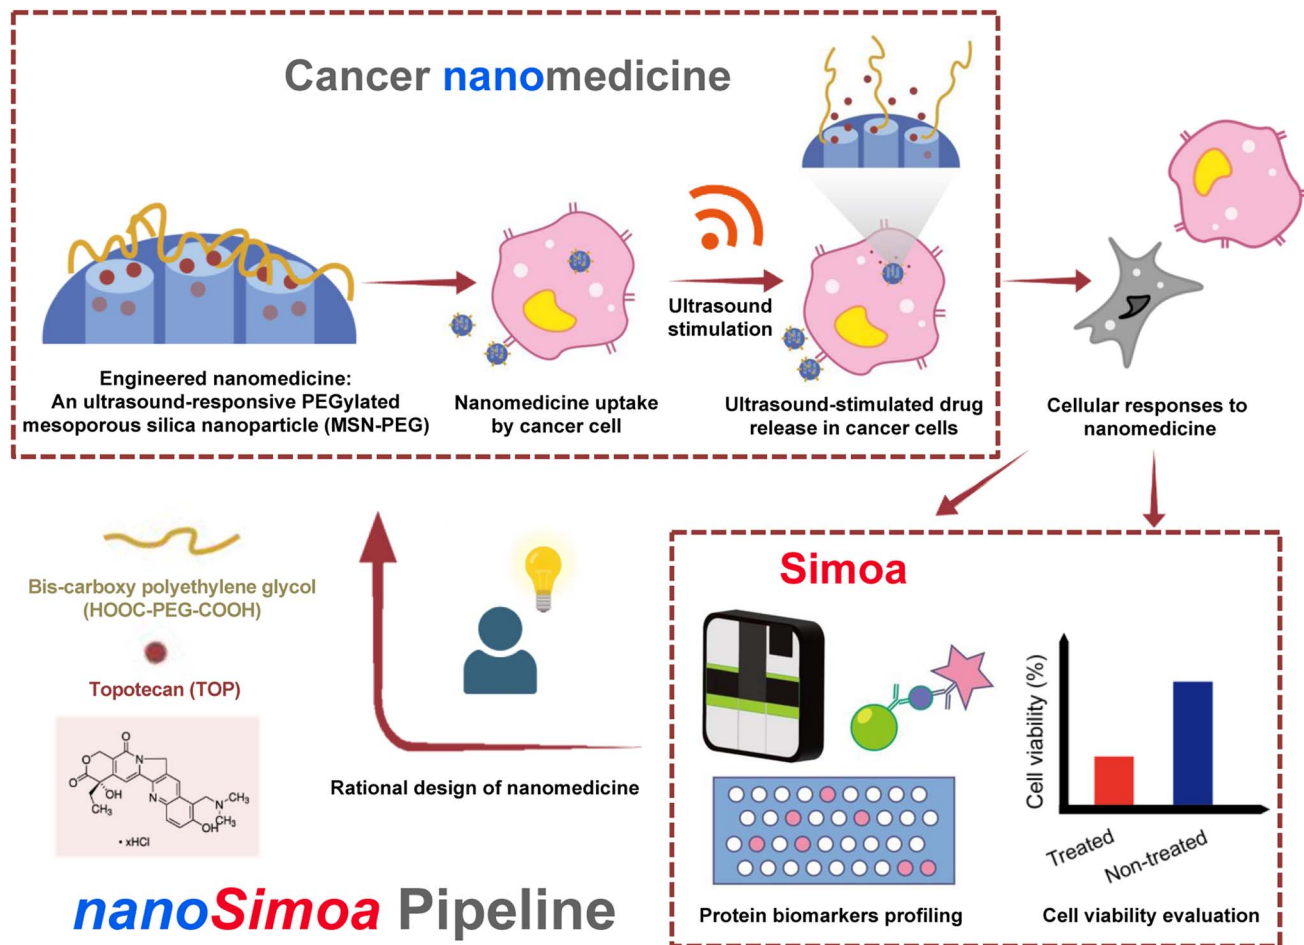 Cancer nanomedicine
Engineered nanomedicine:
An ultrasound-responsive PEGylated
mesoporous silica nanoparticle (MSN-PEG)
Nanomedicine uptake
by cancer cell
Ultrasound
stimulation
Ultrasound-stimulated drug
release in cancer cells
Cellular responses to
nanomedicine
Bis-carboxy polyethylene glycol
(HOOC-PEG-COOH)
Topotecan (TOP)
O
O
N
O
OH
CH₃
N
N
CH₃
CH₃
OH
• xHCl
Rational design of nanomedicine
Simoa
Protein biomarkers profiling
Cell viability (%)
Treated
Non-treated
Cell viability evaluation
nanoSimoa Pipeline